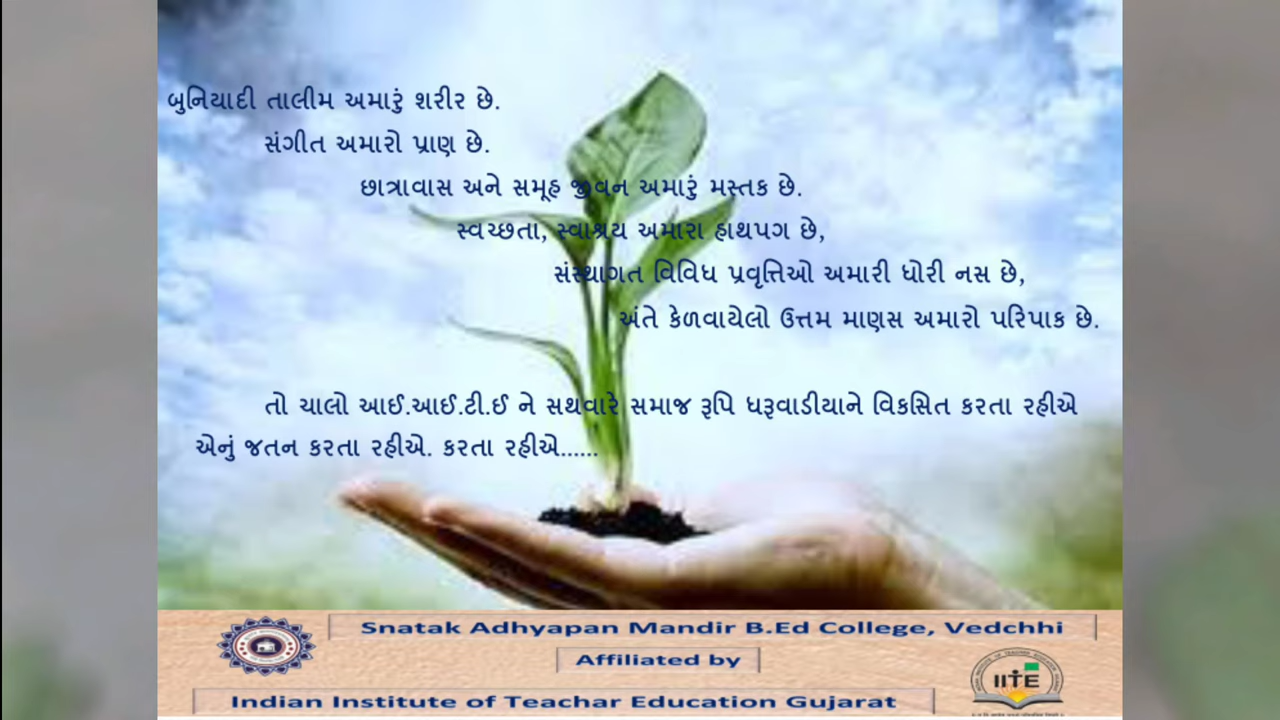 બુનિયાદી તાલીમ અમારું શરીર છે.
સંગીત અમારો પ્રાણ છે.
છાત્રાવાસ અને સમૂહ જીવન અમારું મસ્તક છે.
સ્વચ્છતા, સ્વાશ્રય અમારા હાથપગ છે,
સંસ્થાગત વિવિધ પ્રવૃત્તિઓ અમારી ધોરી નસ છે,
અંતે કેળવાયેલો ઉત્તમ માણસ અમારો પરિપાક છે.
તો ચાલો આઈ.આઈ.ટી.ઈ ને સથવારે સમાજ રૂપિ ધરૂવાડીયાને વિકસિત કરતા રહીએ
એનું જતન કરતા રહીએ. કરતા રહીએ......
Snatak Adhyapan Mandir B.Ed College, Vedchhi
Affiliated by
Indian Institute of Teachar Education Gujarat
IITE